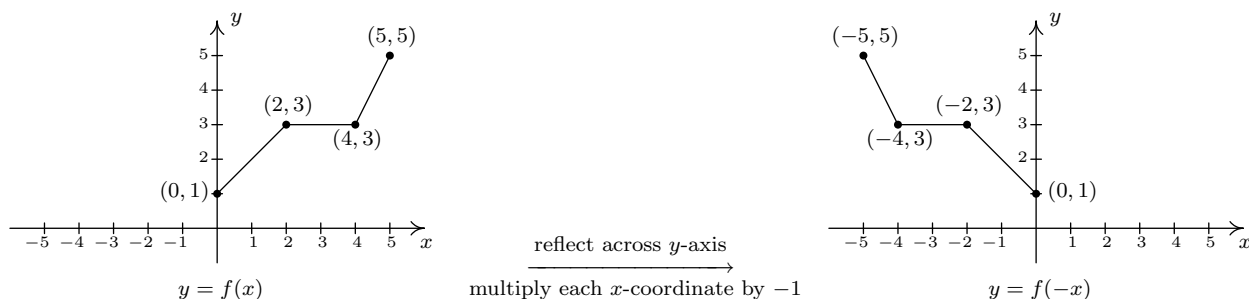 y
(5, 5)
5
4
(2, 3)
3
(4, 3)
2
(0, 1)
−5 −4 −3 −2 −1 1 2 3 4 5 x
y = f(x)
reflect across y-axis
multiply each x-coordinate by −1
y
(−5, 5)
5
4
(−2, 3)
3
(−4, 3)
2
(0, 1)
−5 −4 −3 −2 −1 1 2 3 4 5 x
y = f(−x)